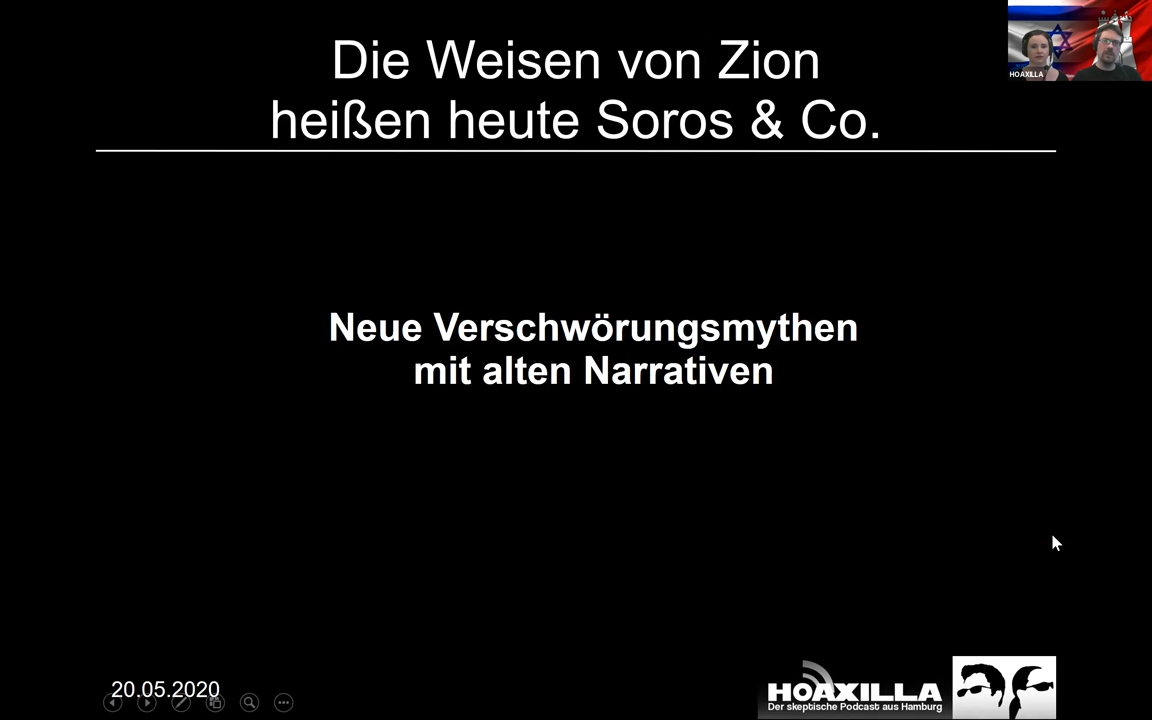 Die Weisen von Zion
heißen heute Soros & Co.
HOAXILLA
Neue Verschwörungsmythen
mit alten Narrativen
20.05.2020
HOAXILLA
Der skeptische Podcast aus Hamburg